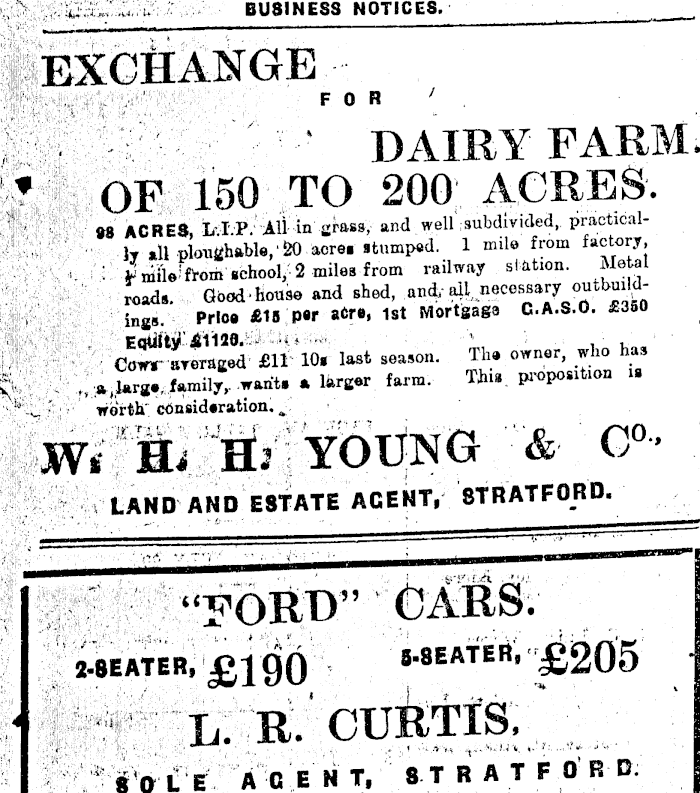 BUSINESS NOTICES.
EXCHANGE
FOR
DAIRY FARM.
OF 150 TO 200 ACRES.
98 ACRES, L.I.P. All in grass, and well subdivided, practical-
ly all ploughable, 20 acres stumped. 1 mile from factory,
mile from school, 2 miles from railway station. Metal
roads. Good house and shed, and all necessary outbuild-
ings. Price £15 per acre, 1st Mortgage G.A.S.O. £350
Equity £1120.
Cows averaged £11 10s last season. The owner, who has
a large family, wants a larger farm. This proposition is
worth consideration.
W. H. H. YOUNG & Co.,
LAND AND ESTATE AGENT, STRATFORD.
"FORD" CARS.
2-SEATER, £190 5-SEATER, £205
L. R. CURTIS,
SOLE AGENT, STRATFORD.